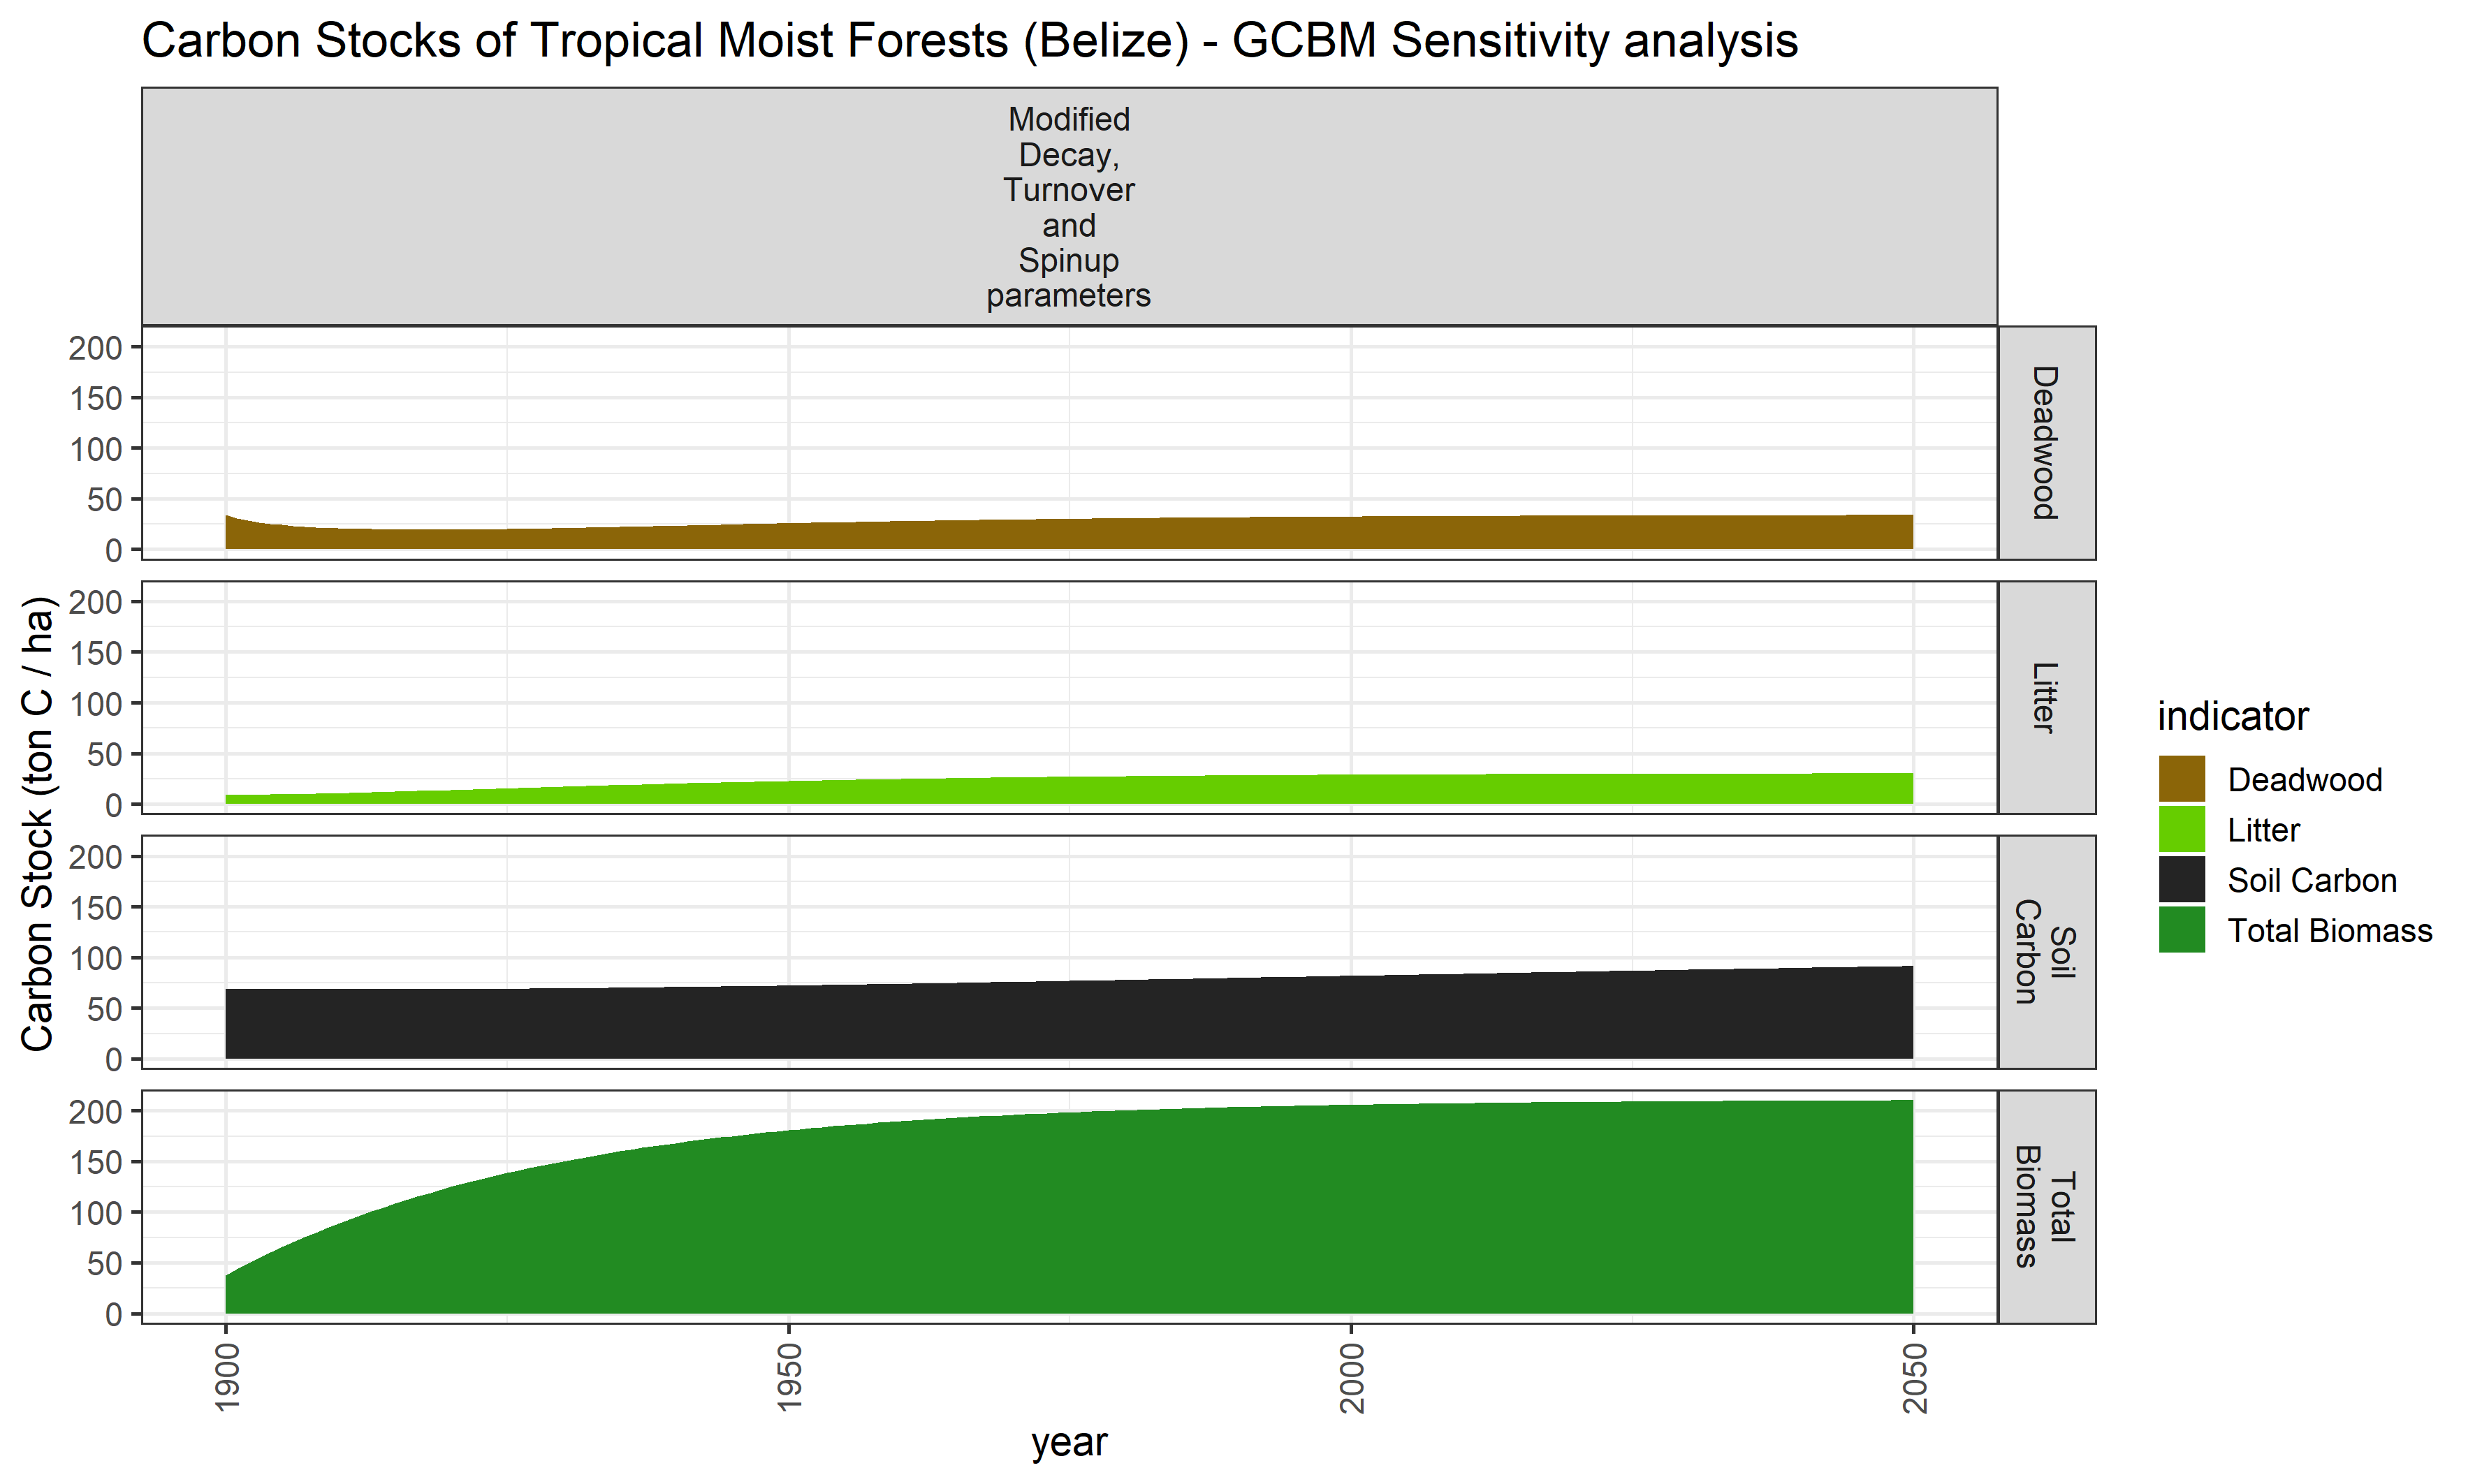 Carbon Stocks of Tropical Moist Forests (Belize) - GCBM Sensitivity analysis
Modified
Decay,
Turnover
and
Spinup
parameters
Carbon Stock (ton C / ha)
200
150
100
50
0
Deadwood
200
150
100
50
0
Litter
200
150
100
50
0
Soil
Carbon
200
150
100
50
0
Total
Biomass
1900
1950
2000
2050
year
indicator
Deadwood
Litter
Soil Carbon
Total Biomass